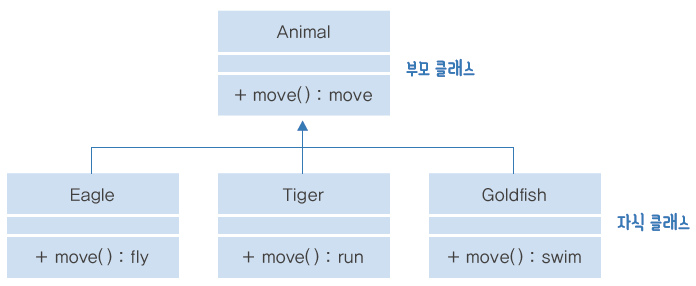 Animal
부모 클래스
+ move() : move
Eagle
Tiger
Goldfish
자식 클래스
+ move() : fly
+ move() : run
+ move() : swim